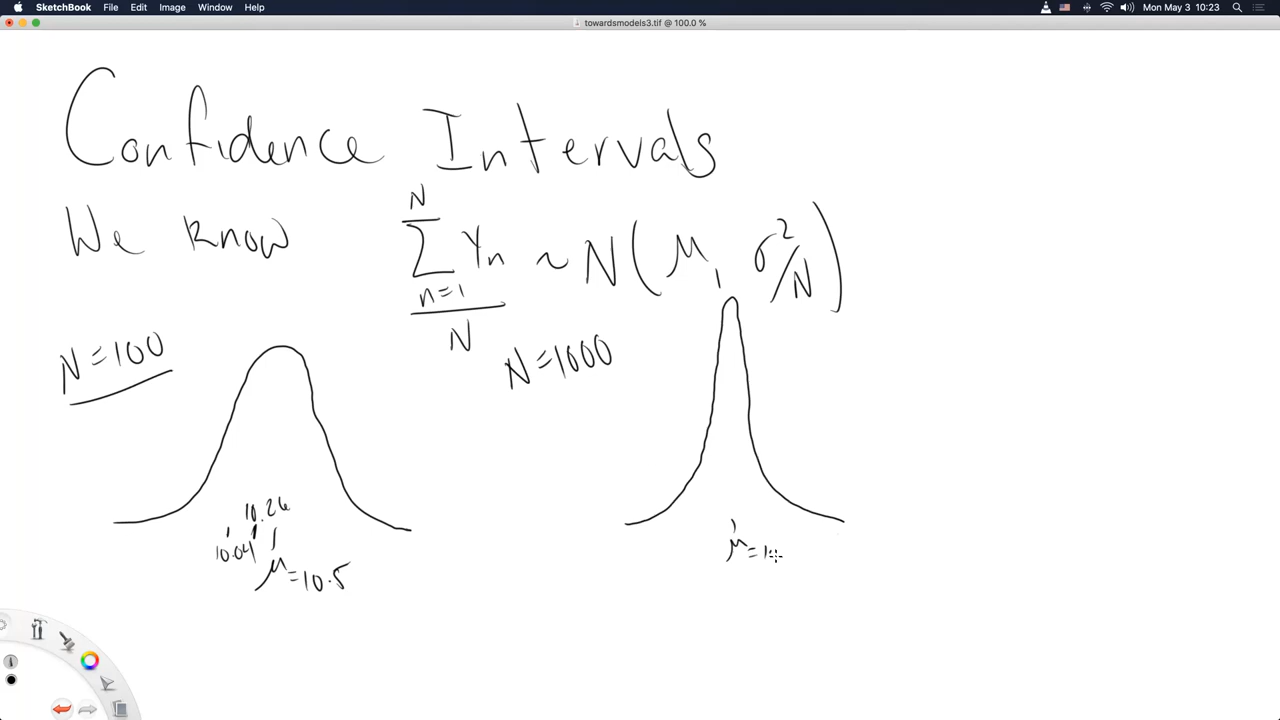 SketchBook File Edit Image Window Help Mon May 3 10:23
towardsmodels3.tif @ 100.0 %
Confidence Intervals
We know
N
∑ Yn ~ N(μ, σ²/N)
n=1
N
N=100
N=1000
10.26
10.04
μ=10.5
μ=1